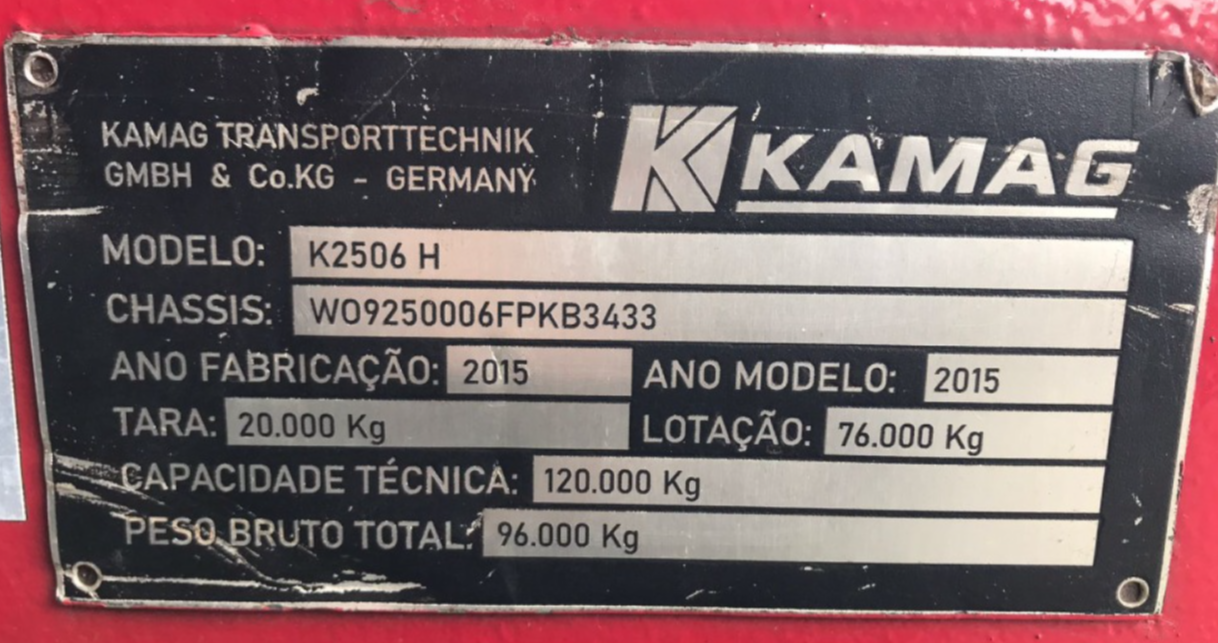 KAMAG TRANSPORTTECHNIK
GMBH & Co.KG - GERMANY
KAMAG
MODELO: K2506 H
CHASSIS: WO9250006FPKB3433
ANO FABRICAÇÃO: 2015 ANO MODELO: 2015
TARA: 20.000 Kg LOTAÇÃO: 76.000 Kg
CAPACIDADE TÉCNICA: 120.000 Kg
PESO BRUTO TOTAL: 96.000 Kg